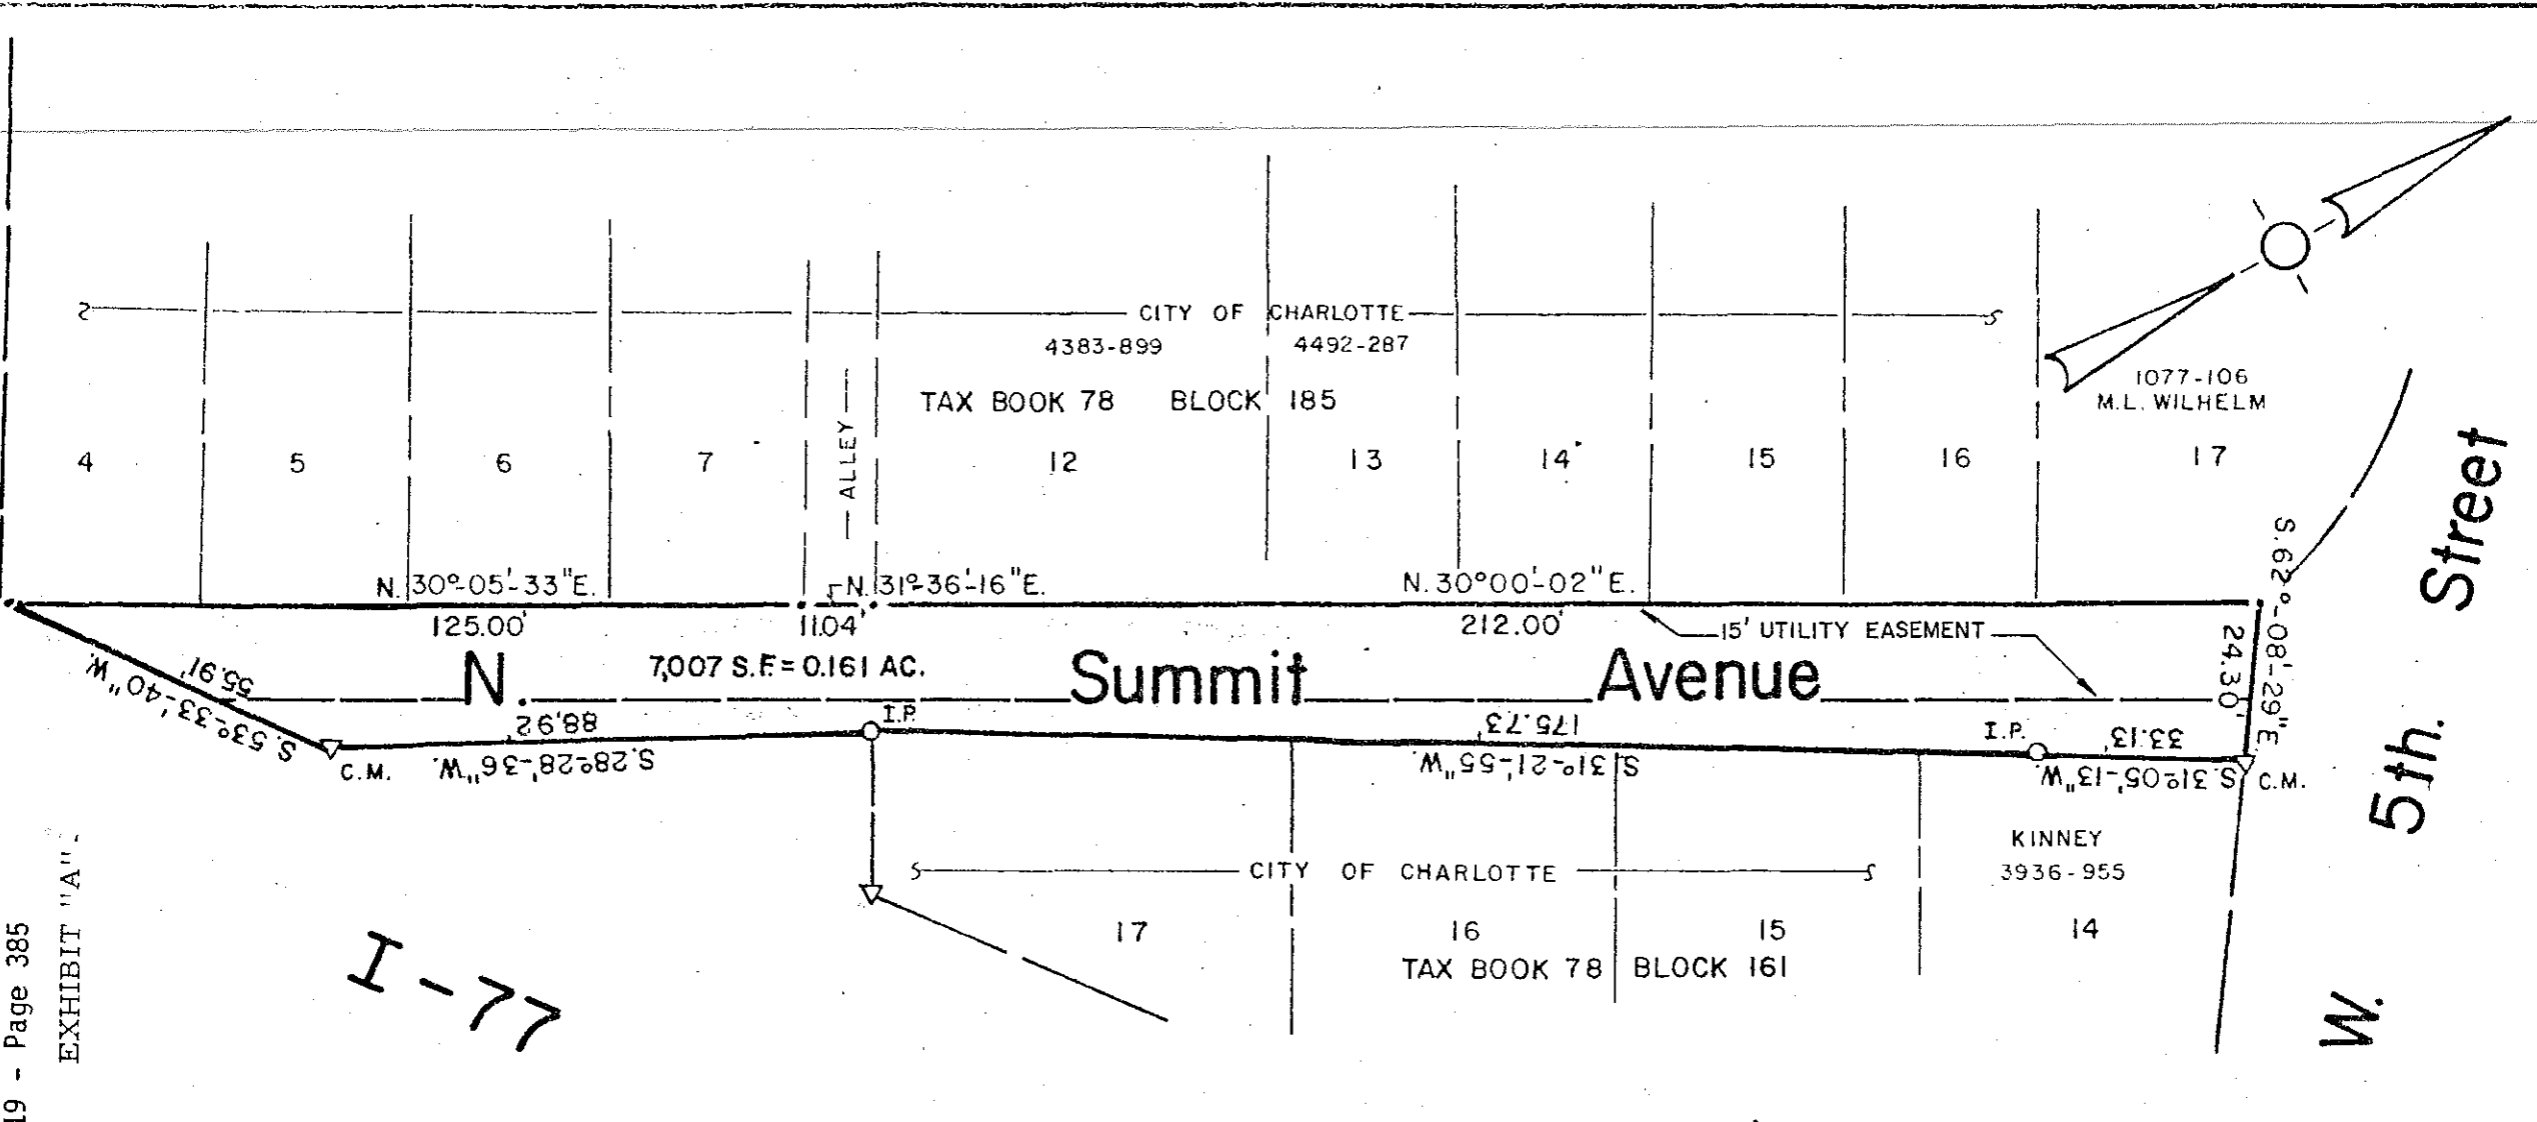 CITY OF CHARLOTTE
4383-899
4492-287
TAX BOOK 78 BLOCK 185
1077-106
M.L. WILHELM
ALLEY
4
5
6
7
12
13
14
15
16
17
N. 30°-05'-33"E.
N. 31°-36'-16"E.
N. 30°00'-02"E.
125.00'
11.04'
212.00'
15' UTILITY EASEMENT
S. 62°-08'-29"E.
24.30'
7,007 S.F. = 0.161 AC.
N. Summit Avenue
55.91'
S. 53°-33'-40"W.
C.M.
88.92'
S. 28°-28'-36"W.
I.P.
175.73'
S. 31°-21'-55"W.
I.P.
33.13'
S. 31°-05'-13"W.
C.M.
KINNEY
3936-955
CITY OF CHARLOTTE
17
16
15
14
TAX BOOK 78 BLOCK 161
W. 5th. Street
I-77
EXHIBIT "A"
19 - Page 385